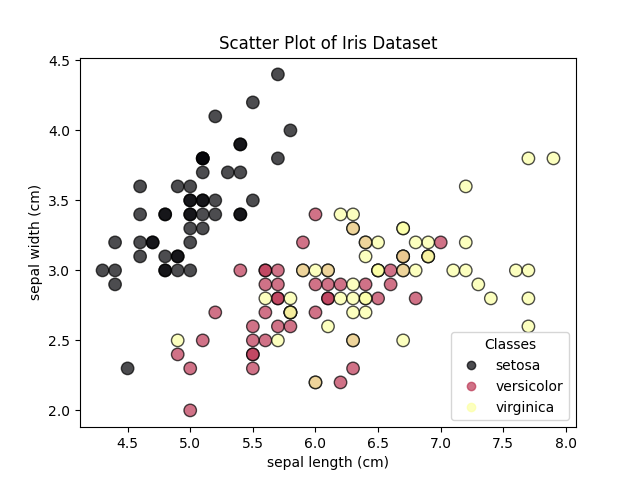 Scatter Plot of Iris Dataset
4.5
4.0
3.5
3.0
2.5
2.0
sepal width (cm)
Classes
setosa
versicolor
virginica
4.5 5.0 5.5 6.0 6.5 7.0 7.5 8.0
sepal length (cm)